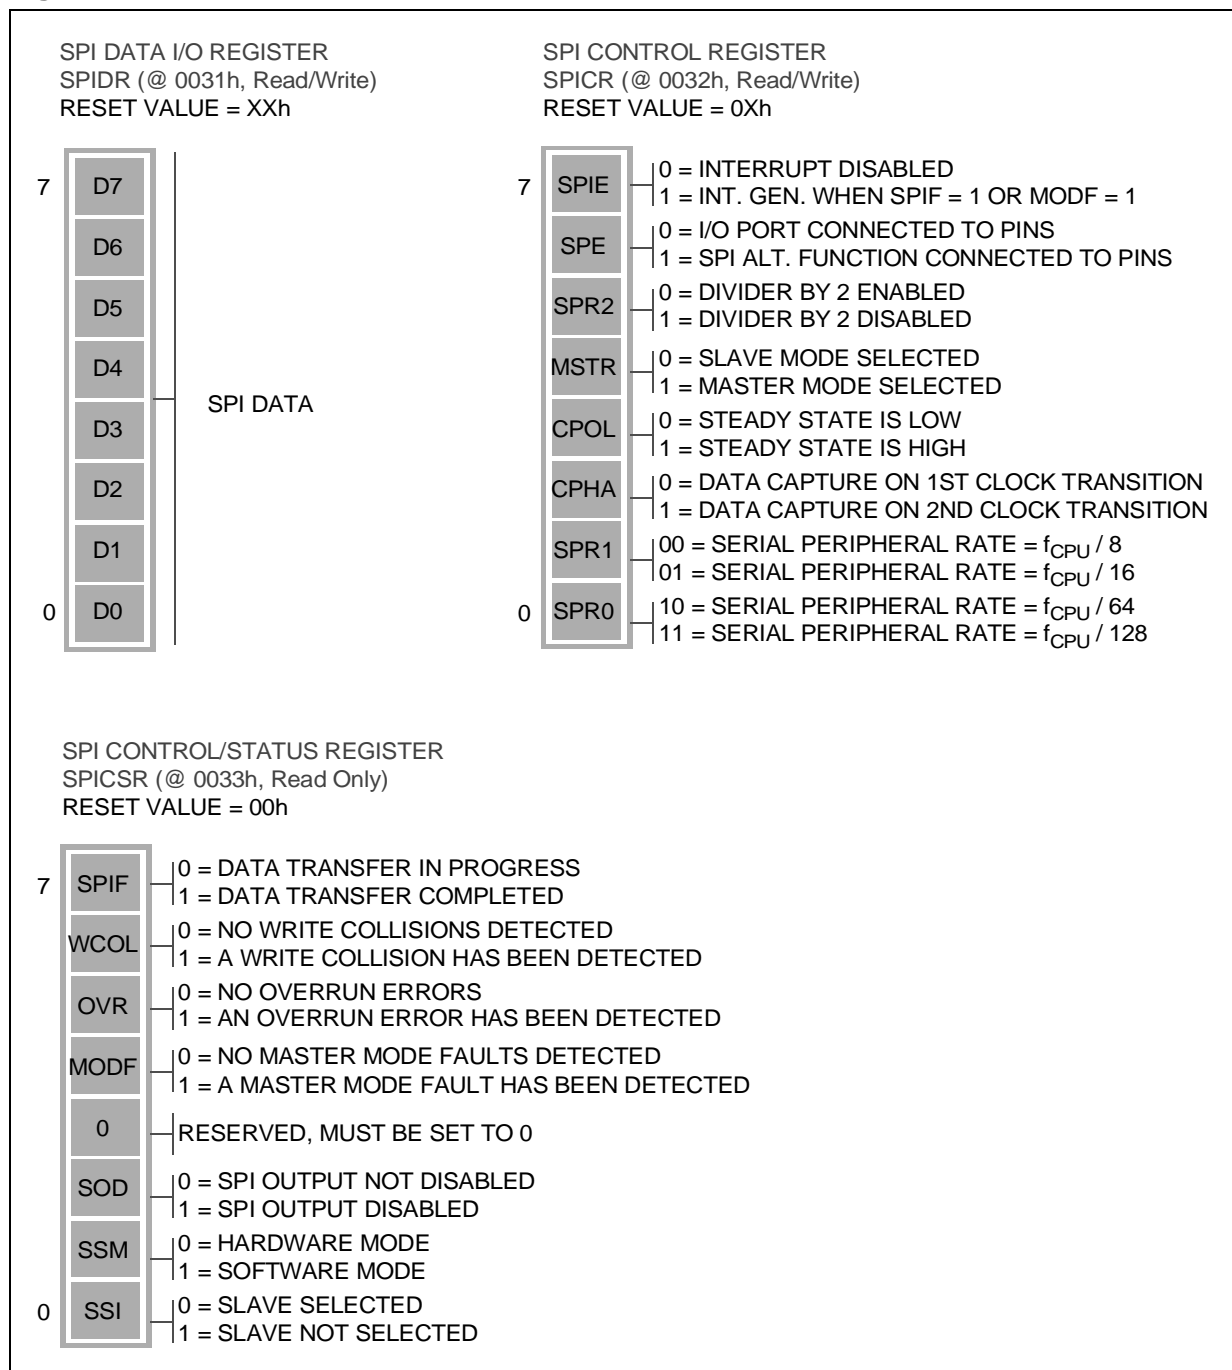 SPI DATA I/O REGISTER
SPIDR (@ 0031h, Read/Write)
RESET VALUE = XXh
7
D7
D6
D5
D4
D3
D2
D1
0
D0
SPI DATA
SPI CONTROL REGISTER
SPICR (@ 0032h, Read/Write)
RESET VALUE = 0Xh
7
SPIE
0 = INTERRUPT DISABLED
1 = INT. GEN. WHEN SPIF = 1 OR MODF = 1
SPE
0 = I/O PORT CONNECTED TO PINS
1 = SPI ALT. FUNCTION CONNECTED TO PINS
SPR2
0 = DIVIDER BY 2 ENABLED
1 = DIVIDER BY 2 DISABLED
MSTR
0 = SLAVE MODE SELECTED
1 = MASTER MODE SELECTED
CPOL
0 = STEADY STATE IS LOW
1 = STEADY STATE IS HIGH
CPHA
0 = DATA CAPTURE ON 1ST CLOCK TRANSITION
1 = DATA CAPTURE ON 2ND CLOCK TRANSITION
SPR1
00 = SERIAL PERIPHERAL RATE = fCPU / 8
01 = SERIAL PERIPHERAL RATE = fCPU / 16
0
SPR0
10 = SERIAL PERIPHERAL RATE = fCPU / 64
11 = SERIAL PERIPHERAL RATE = fCPU / 128
SPI CONTROL/STATUS REGISTER
SPICSR (@ 0033h, Read Only)
RESET VALUE = 00h
7
SPIF
0 = DATA TRANSFER IN PROGRESS
1 = DATA TRANSFER COMPLETED
WCOL
0 = NO WRITE COLLISIONS DETECTED
1 = A WRITE COLLISION HAS BEEN DETECTED
OVR
0 = NO OVERRUN ERRORS
1 = AN OVERRUN ERROR HAS BEEN DETECTED
MODF
0 = NO MASTER MODE FAULTS DETECTED
1 = A MASTER MODE FAULT HAS BEEN DETECTED
0
RESERVED, MUST BE SET TO 0
SOD
0 = SPI OUTPUT NOT DISABLED
1 = SPI OUTPUT DISABLED
SSM
0 = HARDWARE MODE
1 = SOFTWARE MODE
0
SSI
0 = SLAVE SELECTED
1 = SLAVE NOT SELECTED